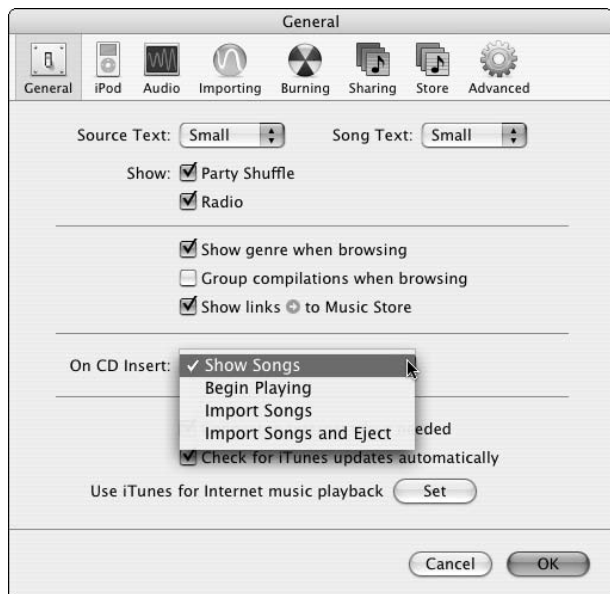 General
General iPod Audio Importing Burning Sharing Store Advanced
Source Text: Small Song Text: Small
Show: Party Shuffle
Radio
Show genre when browsing
Group compilations when browsing
Show links to Music Store
On CD Insert: ✓ Show Songs
Begin Playing
Import Songs
Import Songs and Eject
eeded
Check for iTunes updates automatically
Use iTunes for Internet music playback Set
Cancel OK